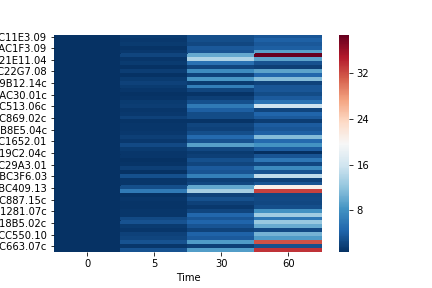 C11E3.09
AC1F3.09
21E11.04
C22G7.08
9B12.14c
AC30.01c
C513.06c
C869.02c
B8E5.04c
C1652.01
19C2.04c
C29A3.01
BC3F6.03
BC409.13
C887.15c
1281.07c
18B5.02c
CC550.10
C663.07c
0 5 30 60
Time
32
24
16
8